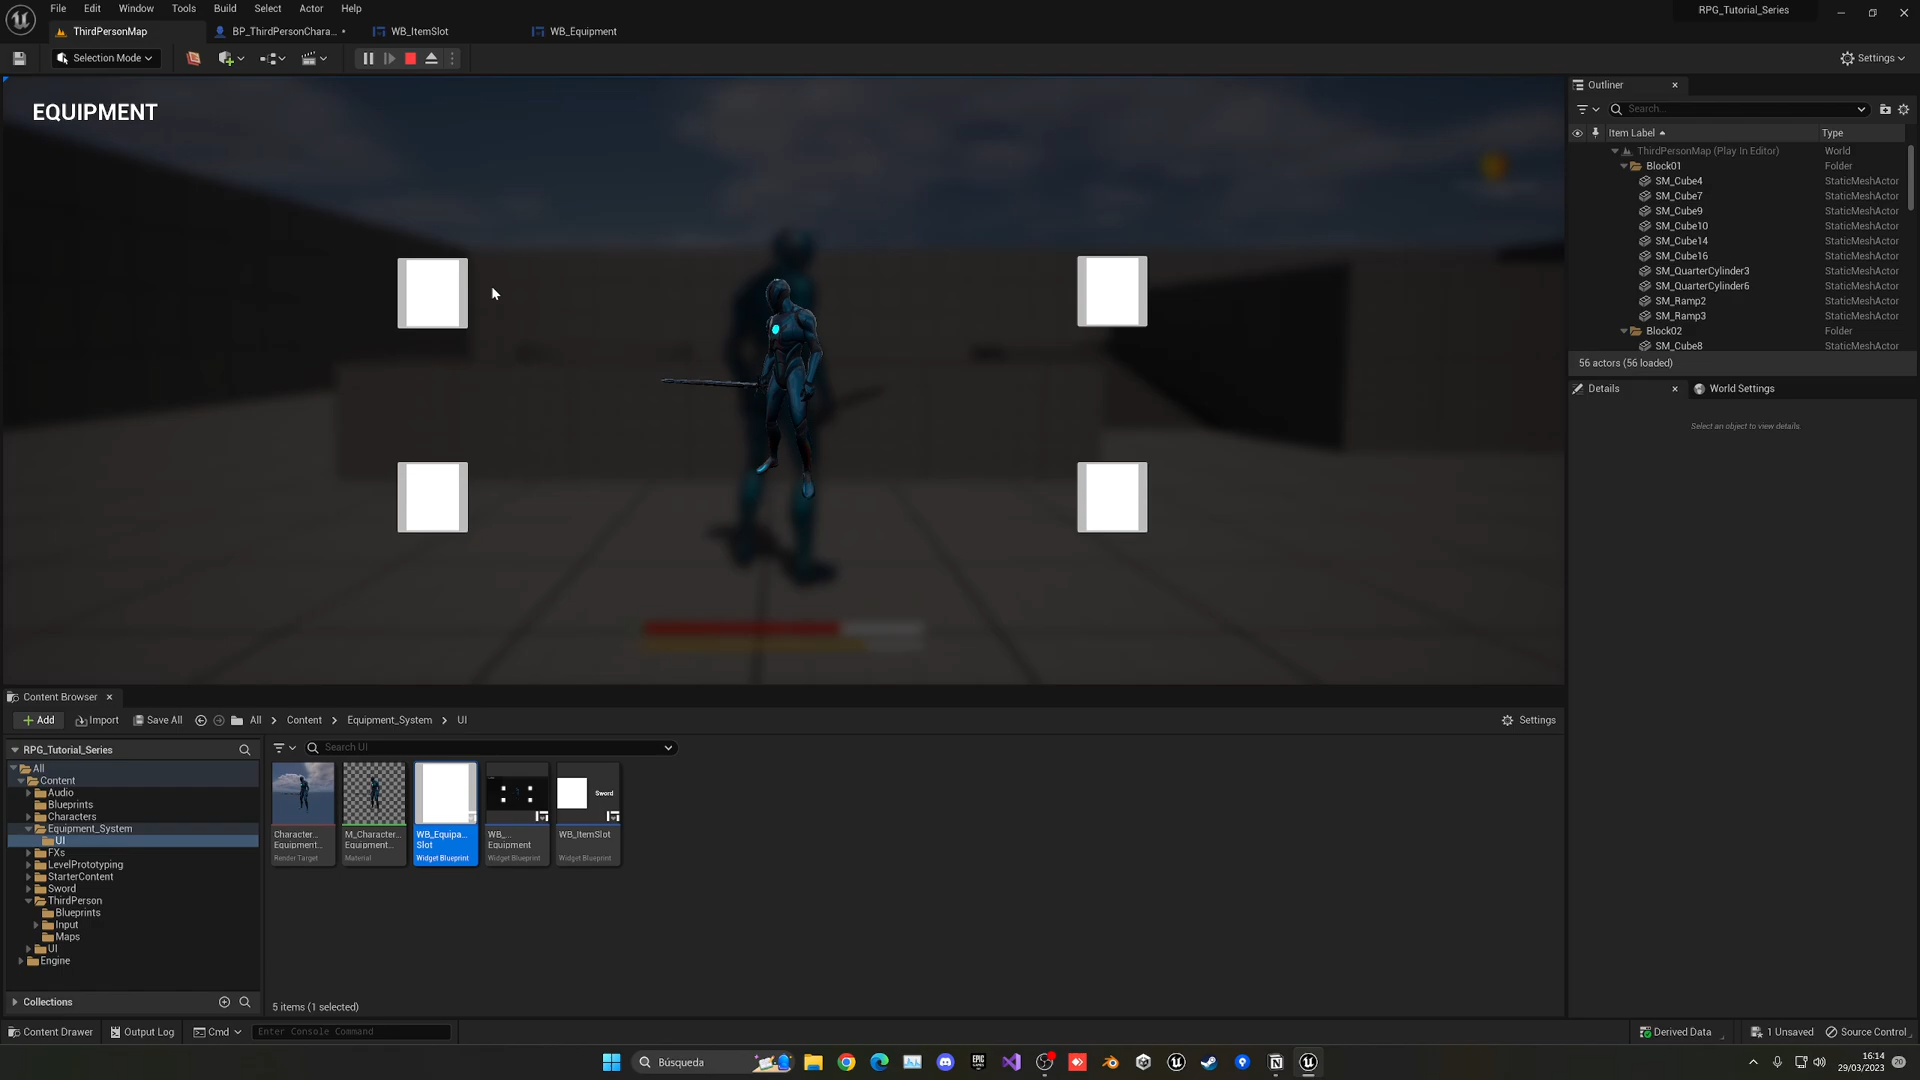 File Edit Window Tools Build Select Actor Help
RPG_Tutorial_Series
ThirdPersonMap
BP_ThirdPersonChara... •
WB_ItemSlot
WB_Equipment
Selection Mode
Settings
EQUIPMENT
Outliner
Search...
Item Label
Type
ThirdPersonMap (Play In Editor) World
Block01 Folder
SM_Cube4 StaticMeshActor
SM_Cube7 StaticMeshActor
SM_Cube9 StaticMeshActor
SM_Cube10 StaticMeshActor
SM_Cube14 StaticMeshActor
SM_Cube16 StaticMeshActor
SM_QuarterCylinder3 StaticMeshActor
SM_QuarterCylinder6 StaticMeshActor
SM_Ramp2 StaticMeshActor
SM_Ramp3 StaticMeshActor
Block02 Folder
SM_Cube8 StaticMeshActor
56 actors (56 loaded)
Details
World Settings
Select an object to view details.
Content Browser
Add Import Save All All Content Equipment_System UI
Settings
RPG_Tutorial_Series
Search UI
All
Content
Audio
Blueprints
Characters
Equipment_System
UI
FXs
LevelPrototyping
StarterContent
Sword
ThirdPerson
Blueprints
Input
Maps
UI
Engine
Collections
Character...
Equipment...
Render Target
M_Character...
Equipment...
Material
WB_Equipa...
Slot
Widget Blueprint
WB_...
Equipment
Widget Blueprint
Sword
WB_ItemSlot
Widget Blueprint
5 items (1 selected)
Content Drawer Output Log Cmd Enter Console Command
Derived Data 1 Unsaved Source Control
Búsqueda
EPIC
GAMES
16:14
29/03/2023
20